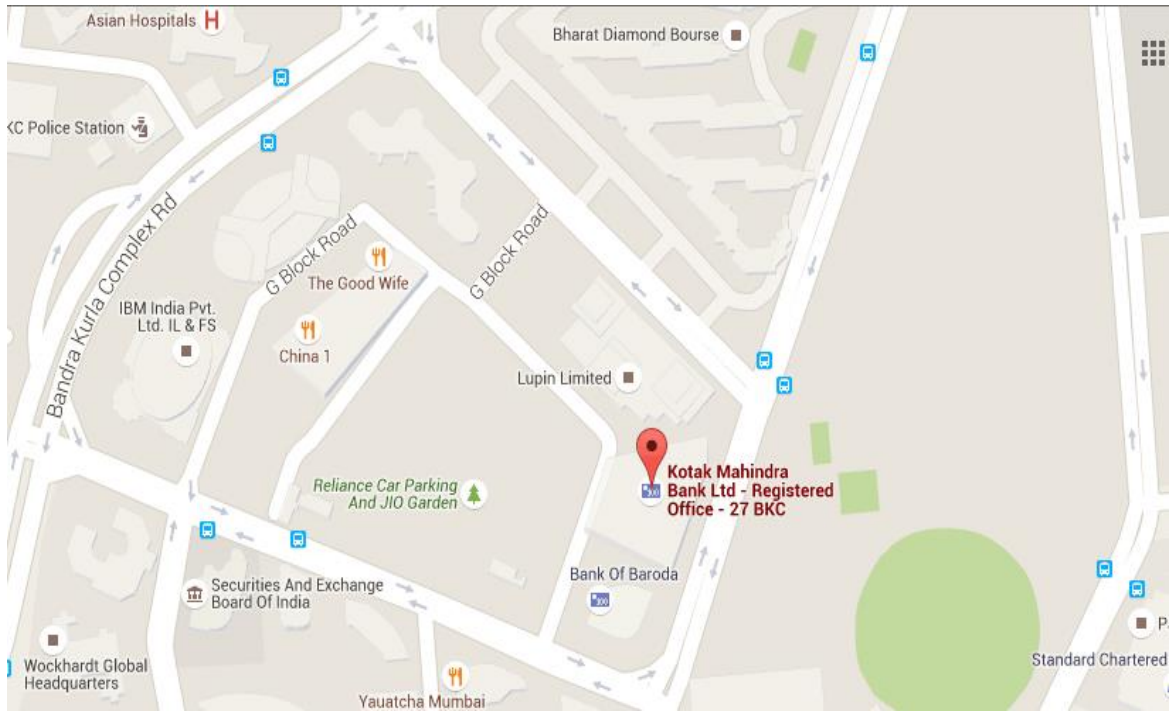 Asian Hospitals
H
Bharat Diamond Bourse
KC Police Station
Bandra Kurla Complex Rd
G Block Road
G Block Road
The Good Wife
IBM India Pvt.
Ltd. IL & FS
China 1
Lupin Limited
Kotak Mahindra
Bank Ltd - Registered
Office - 27 BKC
Reliance Car Parking
And JIO Garden
Bank Of Baroda
Securities And Exchange
Board Of India
Wockhardt Global
Headquarters
Yauatcha Mumbai
Standard Chartered